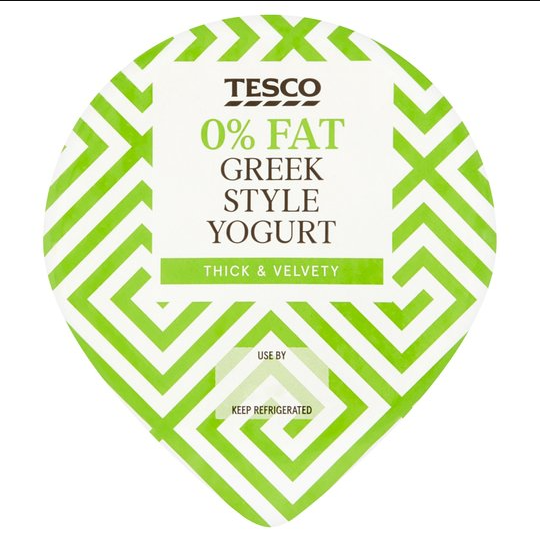 TESCO
0% FAT
GREEK
STYLE
YOGURT
THICK & VELVETY
USE BY
KEEP REFRIGERATED